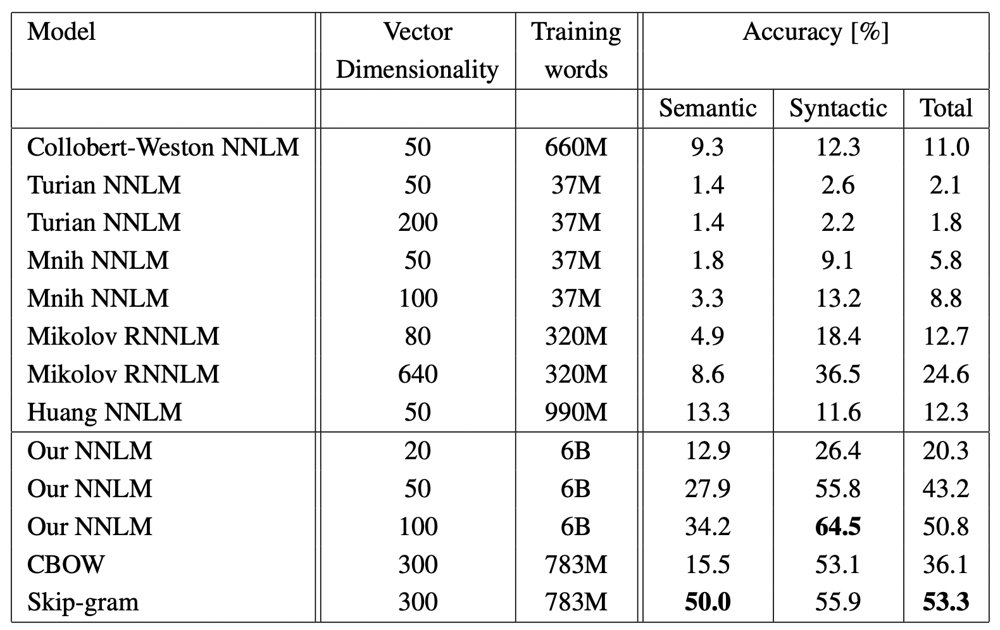 Model Vector Training Accuracy [%]
Dimensionality words
Semantic Syntactic Total
Collobert-Weston NNLM 50 660M 9.3 12.3 11.0
Turian NNLM 50 37M 1.4 2.6 2.1
Turian NNLM 200 37M 1.4 2.2 1.8
Mnih NNLM 50 37M 1.8 9.1 5.8
Mnih NNLM 100 37M 3.3 13.2 8.8
Mikolov RNNLM 80 320M 4.9 18.4 12.7
Mikolov RNNLM 640 320M 8.6 36.5 24.6
Huang NNLM 50 990M 13.3 11.6 12.3
Our NNLM 20 6B 12.9 26.4 20.3
Our NNLM 50 6B 27.9 55.8 43.2
Our NNLM 100 6B 34.2 64.5 50.8
CBOW 300 783M 15.5 53.1 36.1
Skip-gram 300 783M 50.0 55.9 53.3